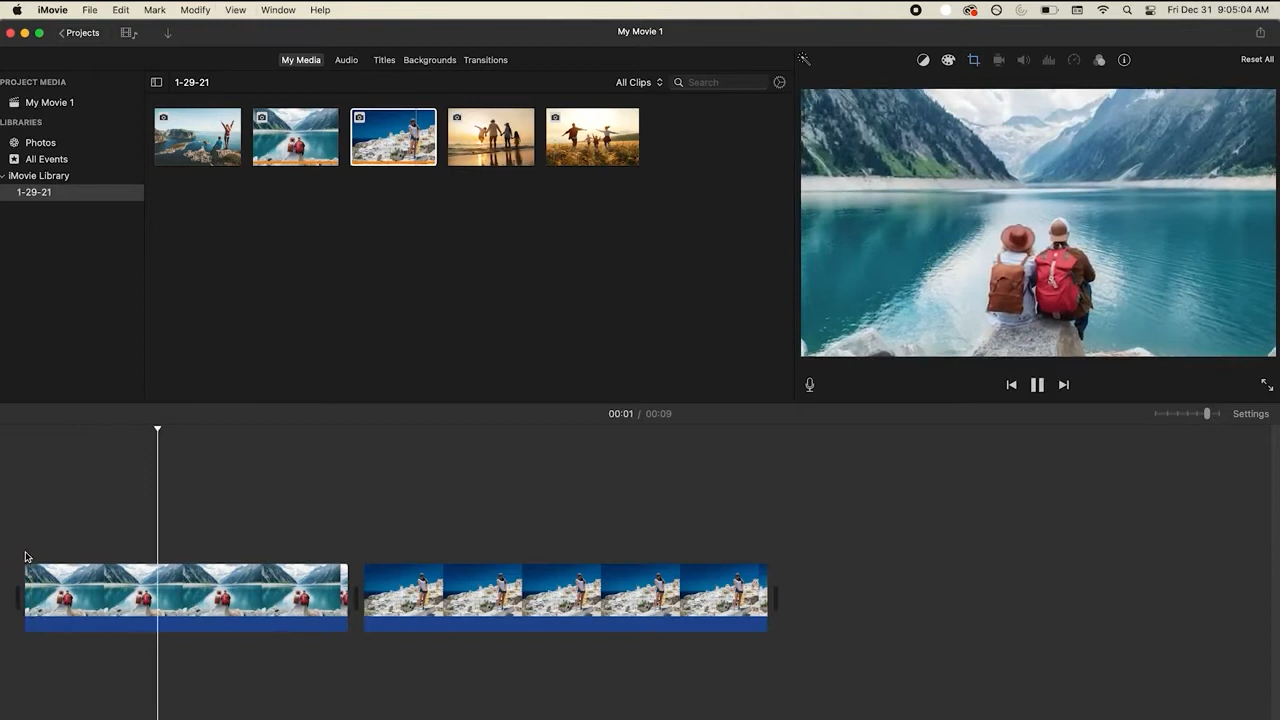 iMovie File Edit Mark Modify View Window Help Fri Dec 31 9:05:04 AM
Projects My Movie 1
My Media Audio Titles Backgrounds Transitions Reset All
PROJECT MEDIA 1-29-21 All Clips Search
My Movie 1
LIBRARIES
Photos
All Events
iMovie Library
1-29-21
00:01 / 00:09 Settings